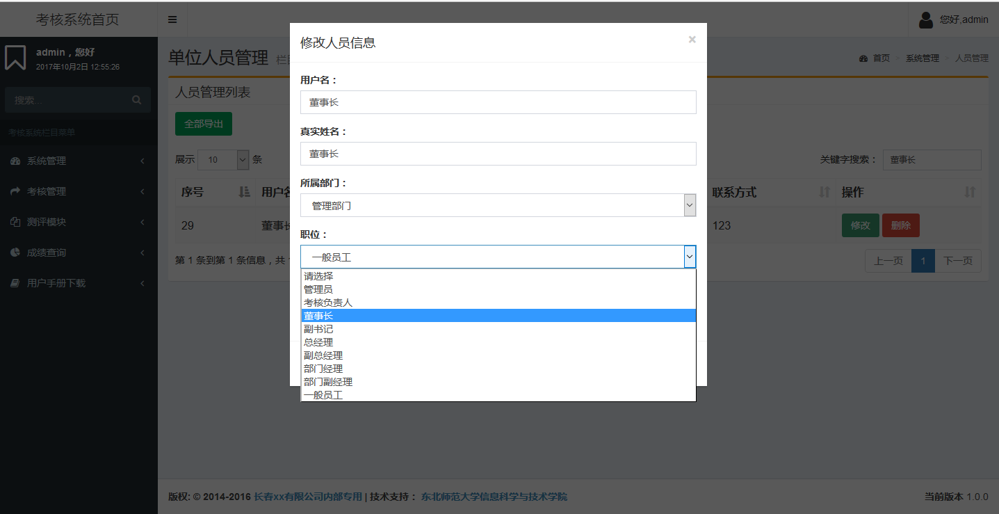 考核系统首页
您好,admin
admin，您好
2017年10月2日 12:55:26
搜索...
考核系统栏目菜单
系统管理
考核管理
测评模块
成绩查询
用户手册下载
单位人员管理
首页 > 系统管理 > 人员管理
人员管理列表
全部导出
展示 10 条
关键字搜索： 董事长
序号 用户名 联系方式 操作
29 董事长 123 修改 删除
第 1 条到第 1 条信息，共
上一页 1 下一页
修改人员信息 ×
用户名：
董事长
真实姓名：
董事长
所属部门：
管理部门
职位：
一般员工
请选择
管理员
考核负责人
董事长
副书记
总经理
副总经理
部门经理
部门副经理
一般员工
版权: © 2014-2016 长春xx有限公司内部专用 | 技术支持： 东北师范大学信息科学与技术学院
当前版本 1.0.0